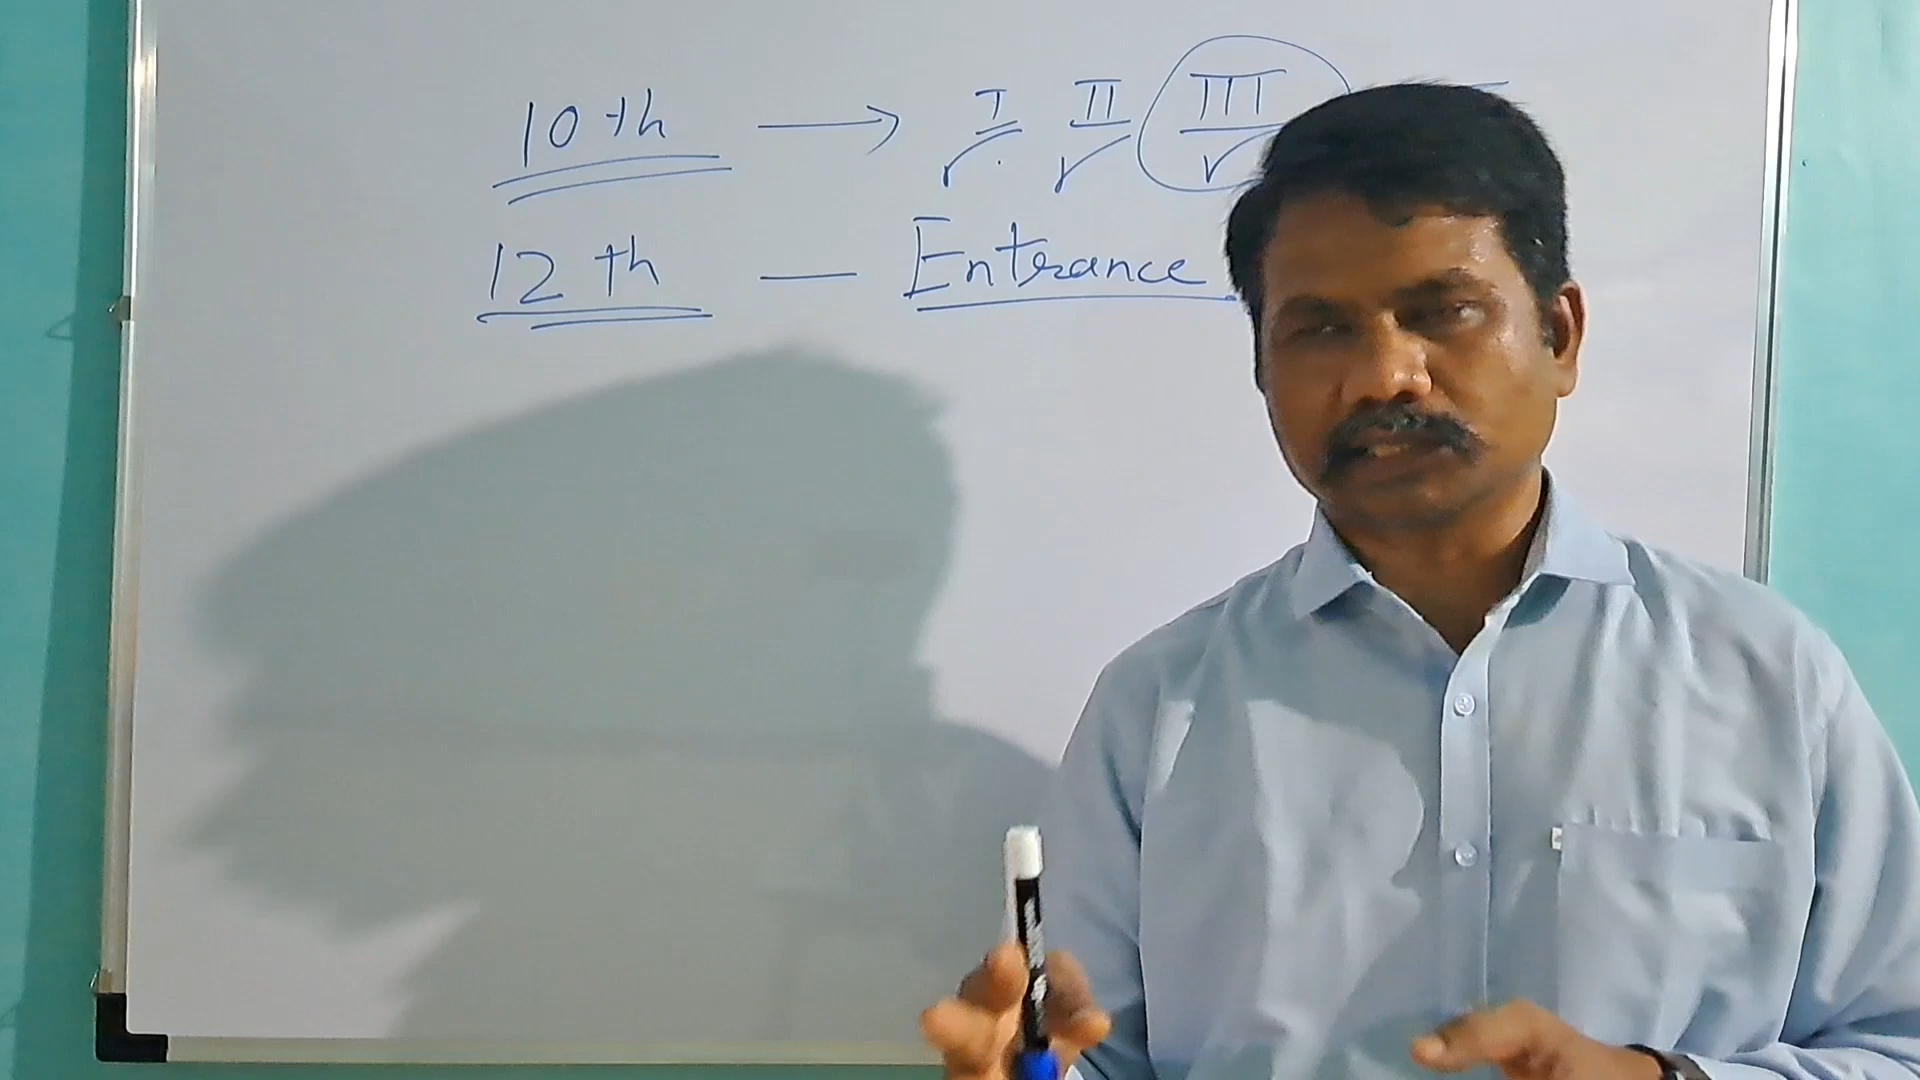 10th → I II III
12th — Entrance